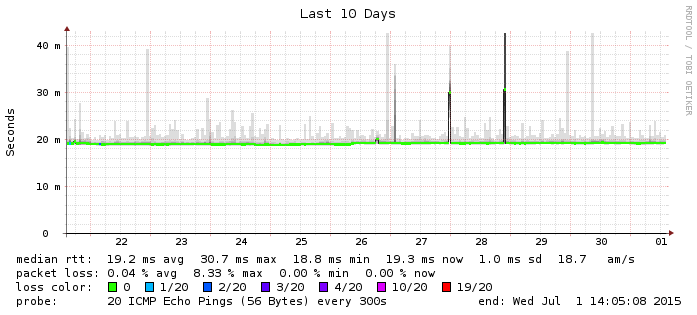 Last 10 Days
RRDTOOL / TOBI OETIKER
Seconds
40 m
30 m
20 m
10 m
0
22 23 24 25 26 27 28 29 30 01
median rtt: 19.2 ms avg 30.7 ms max 18.8 ms min 19.3 ms now 1.0 ms sd 18.7 am/s
packet loss: 0.04 % avg 8.33 % max 0.00 % min 0.00 % now
loss color: 0 1/20 2/20 3/20 4/20 10/20 19/20
probe: 20 ICMP Echo Pings (56 Bytes) every 300s end: Wed Jul 1 14:05:08 2015